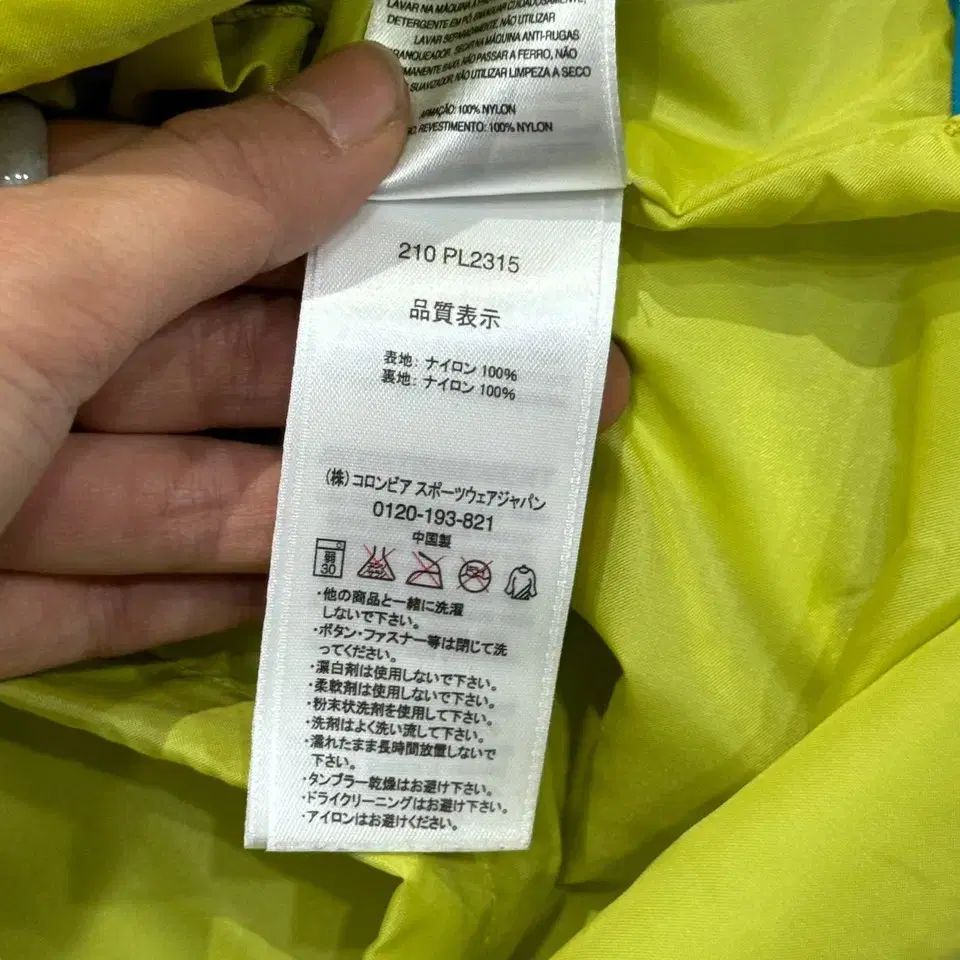 LAVAR NA MÁQUINA
DETERGENTE EM PÓ, ENXAGUAR CUIDADOSAMENTE,
LAVAR SEPARADAMENTE, NÃO UTILIZAR
SECAR NA MÁQUINA ANTI-RUGAS
BAIXO, NÃO PASSAR A FERRO, NÃO
SUAVIZADOR, NÃO UTILIZAR LIMPEZA A SECO
100% NYLON
REVESTIMENTO: 100% NYLON
210 PL2315
品質表示
表地: ナイロン 100%
裏地: ナイロン 100%
(株) コロンビア スポーツウェアジャパン
0120-193-821
中国製
弱
30
・他の商品と一緒に洗濯
しないで下さい。
・ボタン・ファスナー等は閉じて洗
ってください。
・漂白剤は使用しないで下さい。
・柔軟剤は使用しないで下さい。
・粉末状洗剤を使用して下さい。
・洗剤はよく洗い流して下さい。
・濡れたまま長時間放置しないで
下さい。
・タンブラー乾燥はお避け下さい。
・ドライクリーニングはお避け下さい。
・アイロンはお避けください。